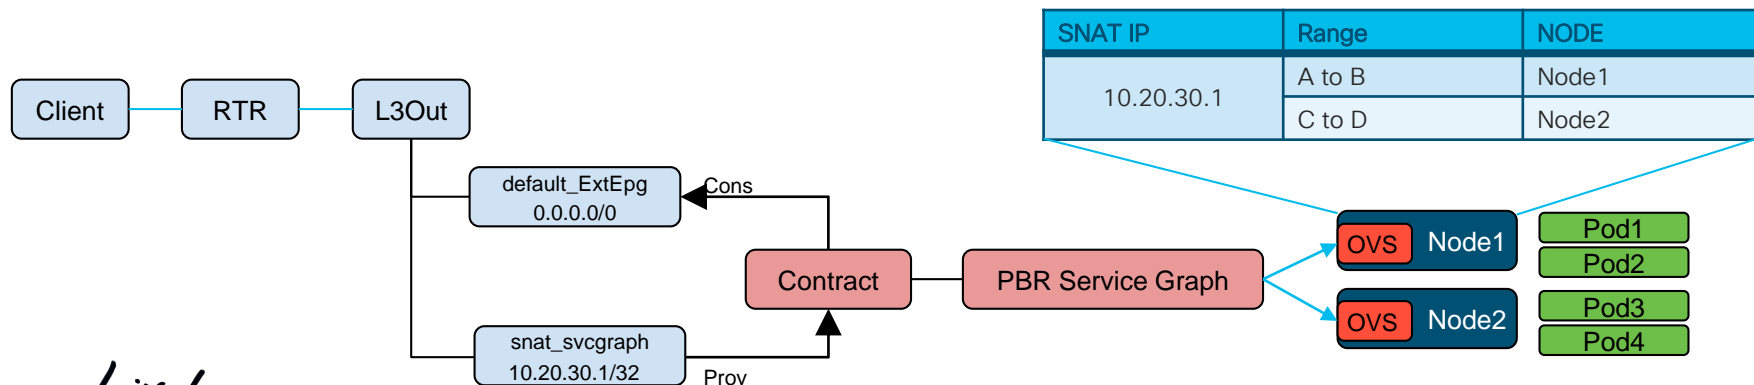 SNAT IP Range NODE
10.20.30.1 A to B Node1
C to D Node2
Client RTR L3Out
default_ExtEpg
0.0.0.0/0
Cons
Contract
PBR Service Graph
snat_svcgraph
10.20.30.1/32
Prov
OVS Node1
Pod1
Pod2
OVS Node2
Pod3
Pod4